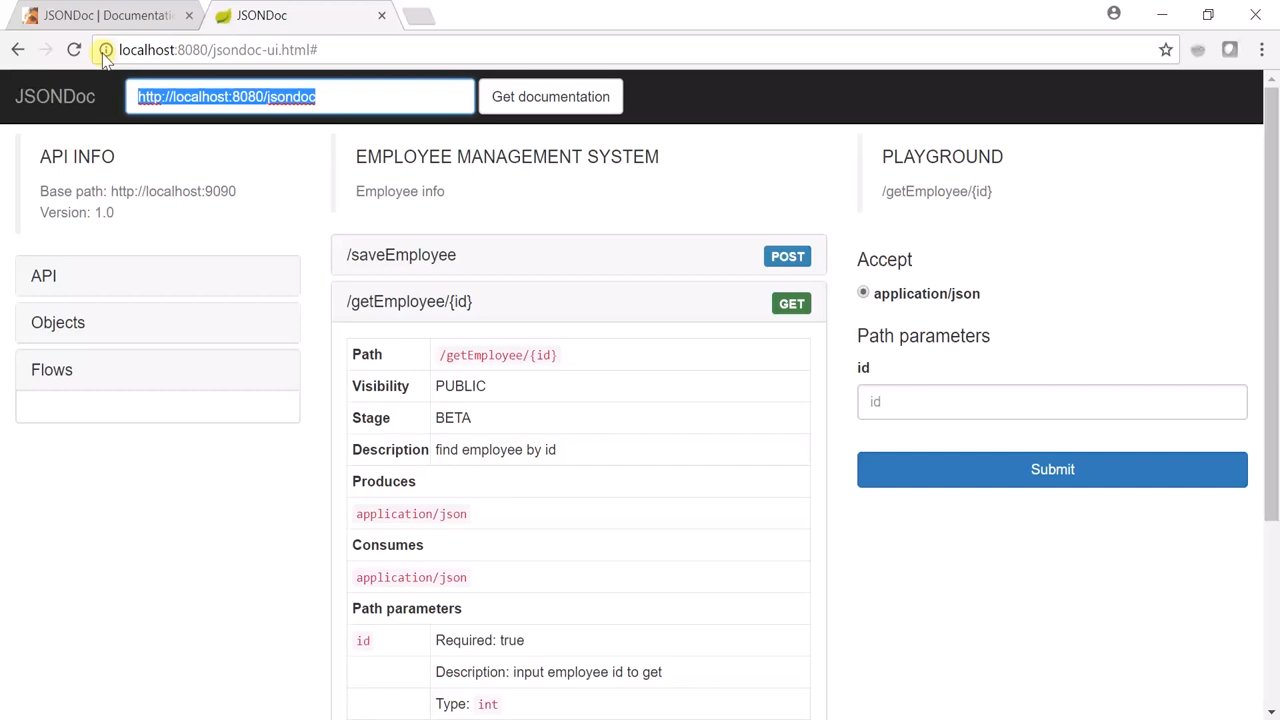 JSONDoc | Documentatio
JSONDoc
localhost:8080/jsondoc-ui.html#
JSONDoc
http://localhost:8080/jsondoc
Get documentation
API INFO
Base path: http://localhost:9090
Version: 1.0
API
Objects
Flows
EMPLOYEE MANAGEMENT SYSTEM
Employee info
/saveEmployee POST
/getEmployee/{id} GET
Path /getEmployee/{id}
Visibility PUBLIC
Stage BETA
Description find employee by id
Produces
application/json
Consumes
application/json
Path parameters
id Required: true
Description: input employee id to get
Type: int
PLAYGROUND
/getEmployee/{id}
Accept
application/json
Path parameters
id
id
Submit